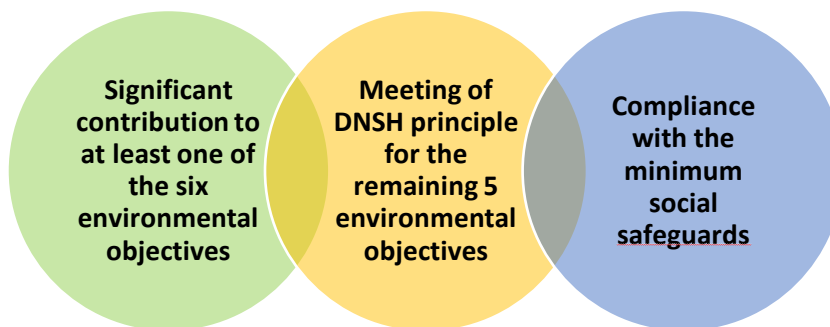 Significant
contribution to
at least one of
the six
environmental
objectives
Meeting of
DNSH principle
for the
remaining 5
environmental
objectives
Compliance
with the
minimum
social
safeguards